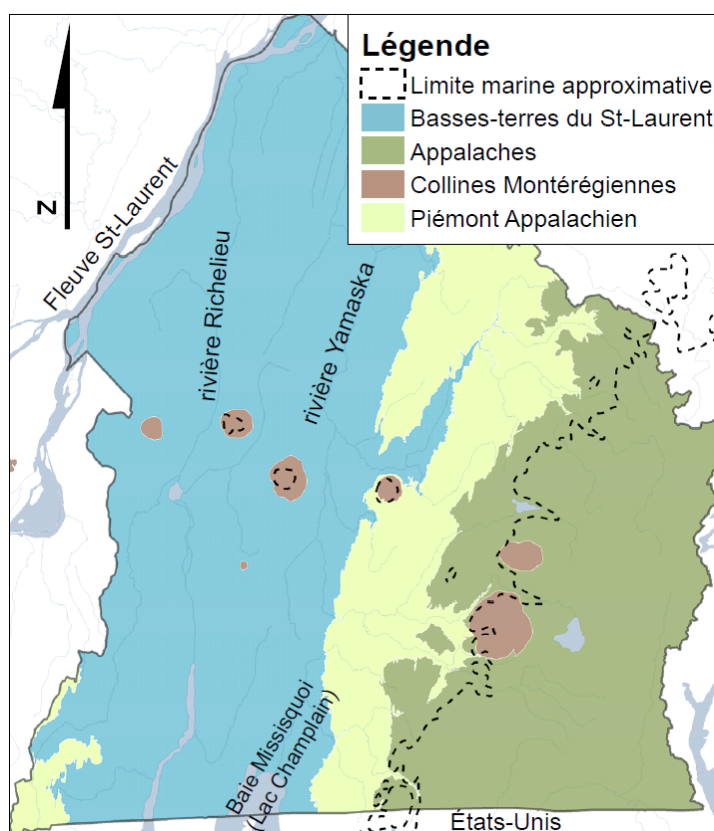 Légende
Limite marine approximative
Basses-terres du St-Laurent
Appalaches
Collines Montérégiennes
Piémont Appalachien
N
Fleuve St-Laurent
rivière Richelieu
rivière Yamaska
Baie Missisquoi
(Lac Champlain)
États-Unis